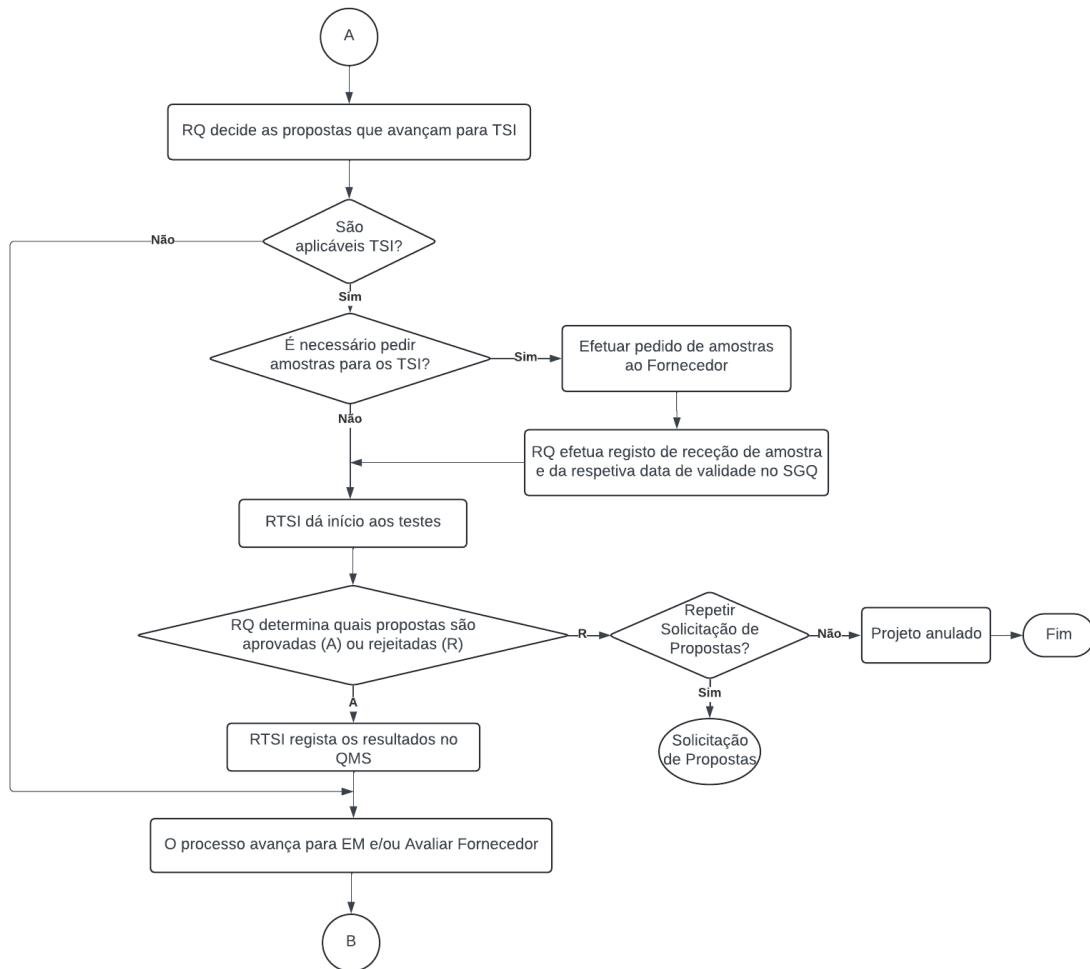 A
RQ decide as propostas que avançam para TSI
São
aplicáveis TSI?
Não
Sim
É necessário pedir
amostras para os TSI?
Sim
Efetuar pedido de amostras
ao Fornecedor
Não
RQ efetua registo de receção de amostra
e da respetiva data de validade no SGQ
RTSI dá início aos testes
RQ determina quais propostas são
aprovadas (A) ou rejeitadas (R)
R
Repetir
Solicitação de
Propostas?
Não
Projeto anulado
Fim
Sim
Solicitação
de Propostas
A
RTSI regista os resultados no
QMS
O processo avança para EM e/ou Avaliar Fornecedor
B